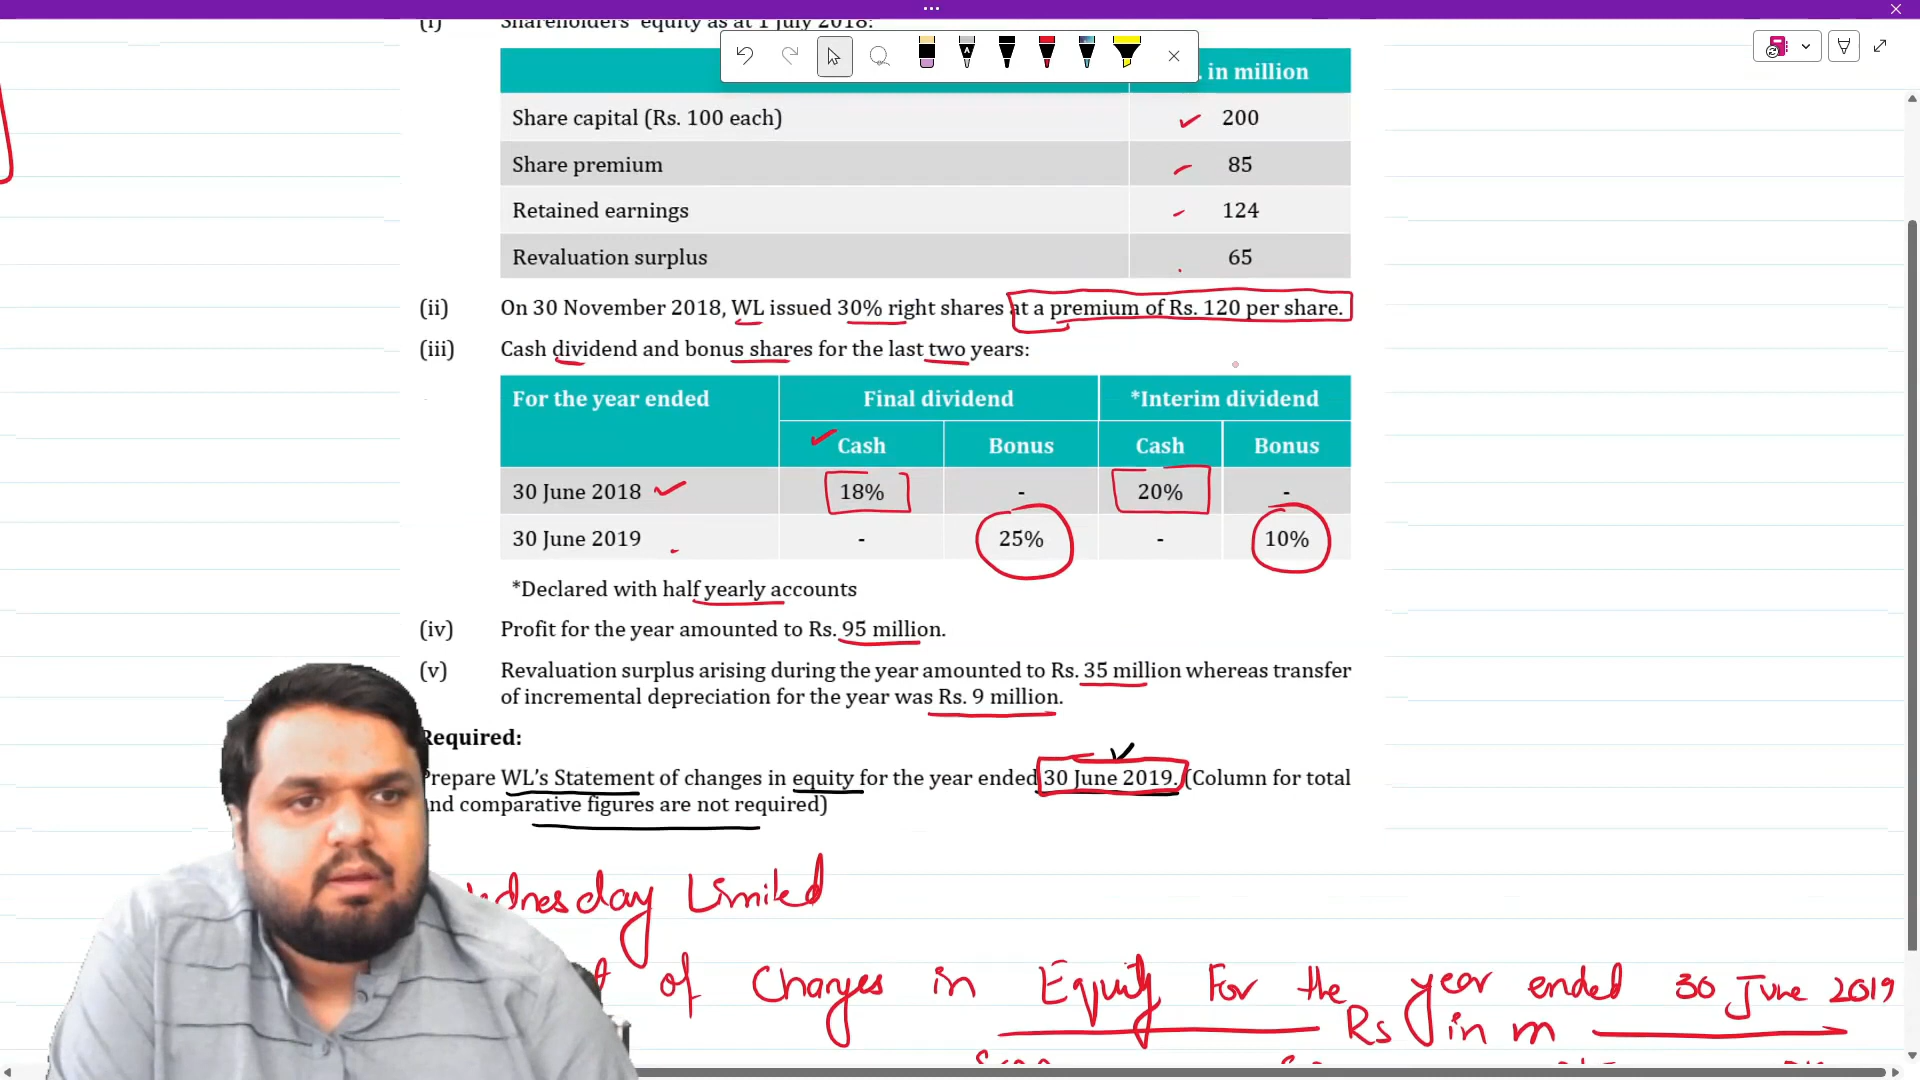 (i) Shareholders' equity as at 1 July 2018:
. in million
Share capital (Rs. 100 each) 200
Share premium 85
Retained earnings 124
Revaluation surplus 65
(ii) On 30 November 2018, WL issued 30% right shares at a premium of Rs. 120 per share.
(iii) Cash dividend and bonus shares for the last two years:
For the year ended Final dividend *Interim dividend
Cash Bonus Cash Bonus
30 June 2018 18% - 20% -
30 June 2019 - 25% - 10%
*Declared with half yearly accounts
(iv) Profit for the year amounted to Rs. 95 million.
(v) Revaluation surplus arising during the year amounted to Rs. 35 million whereas transfer
of incremental depreciation for the year was Rs. 9 million.
Required:
Prepare WL's Statement of changes in equity for the year ended 30 June 2019. (Column for total
and comparative figures are not required)
Wednesday Limited
of Changes in Equity For the year ended 30 June 2019
Rs in m